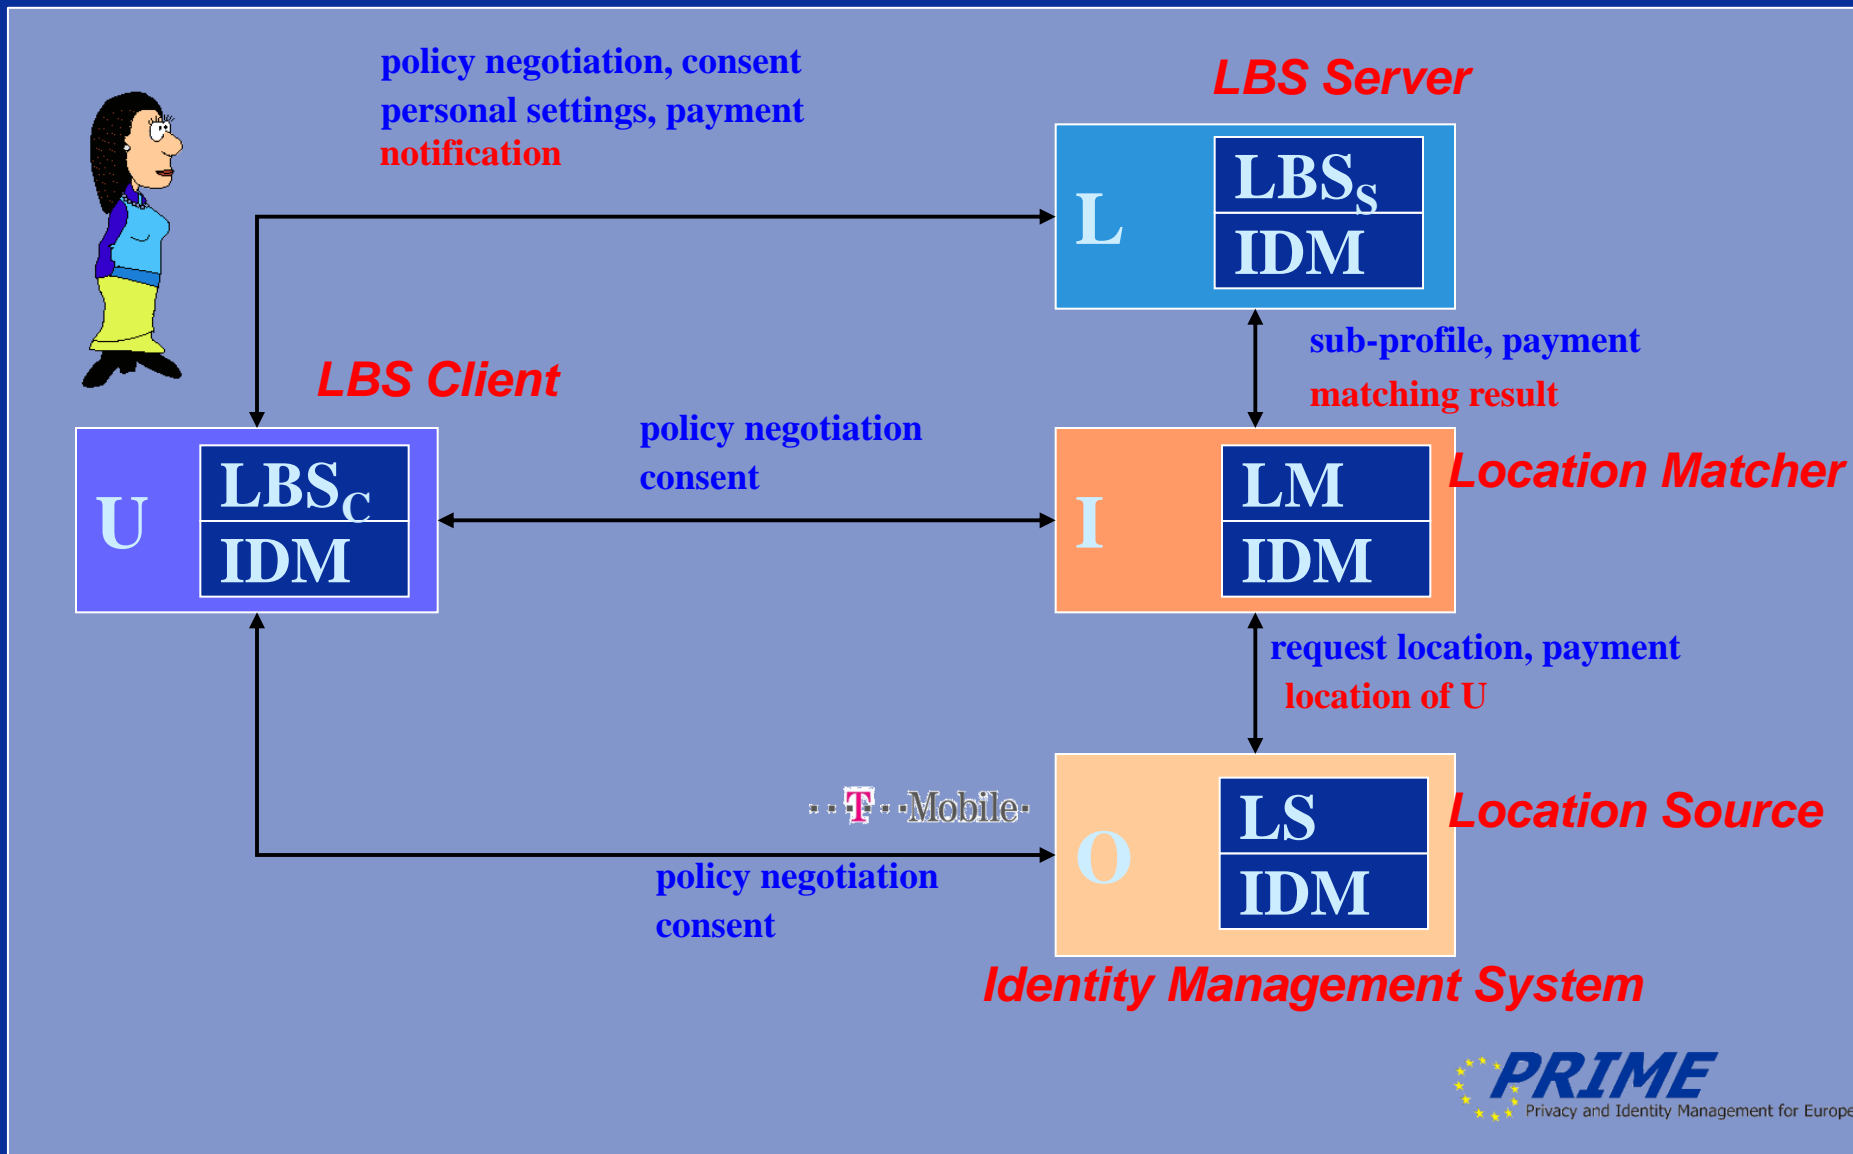 policy negotiation, consent
personal settings, payment
notification
LBS Server
L
LBSS
IDM
sub-profile, payment
matching result
LBS Client
U
LBSC
IDM
policy negotiation
consent
I
LM
IDM
Location Matcher
request location, payment
location of U
T Mobile
O
LS
IDM
Location Source
policy negotiation
consent
Identity Management System
PRIME
Privacy and Identity Management for Europe